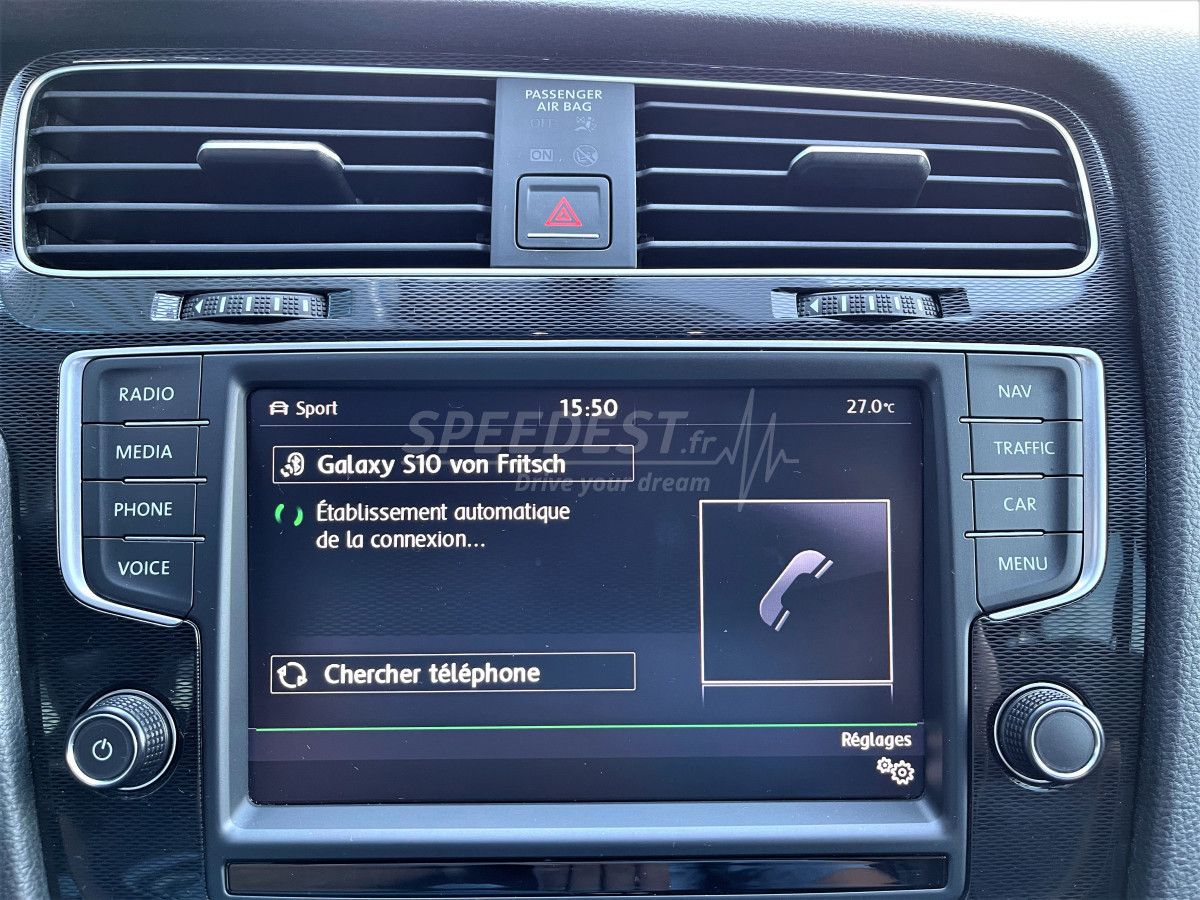 PASSENGER
AIR BAG
OFF
ON
RADIO
MEDIA
PHONE
VOICE
NAV
TRAFFIC
CAR
MENU
Sport
15:50
27.0°C
SPEEDEST.fr
Drive your dream
Galaxy S10 von Fritsch
Établissement automatique
de la connexion...
Chercher téléphone
Réglages